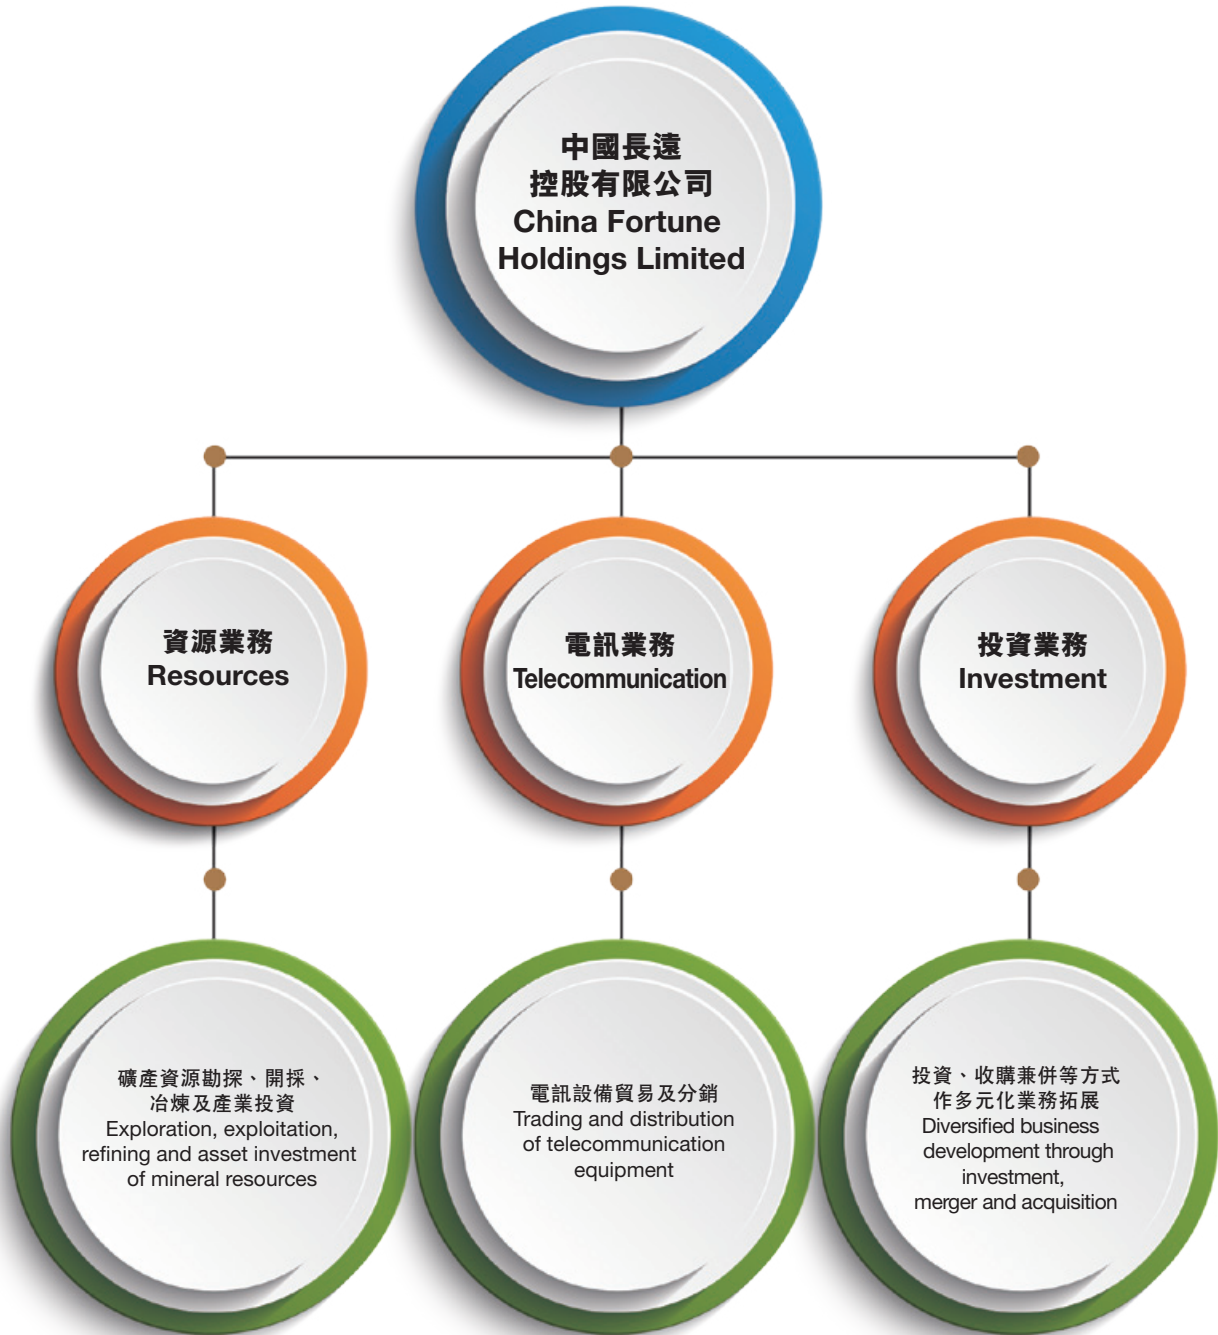 中國長遠
控股有限公司
China Fortune
Holdings Limited
資源業務
Resources
電訊業務
Telecommunication
投資業務
Investment
礦產資源勘探、開採、
冶煉及產業投資
Exploration, exploitation,
refining and asset investment
of mineral resources
電訊設備貿易及分銷
Trading and distribution
of telecommunication
equipment
投資、收購兼併等方式
作多元化業務拓展
Diversified business
development through
investment,
merger and acquisition